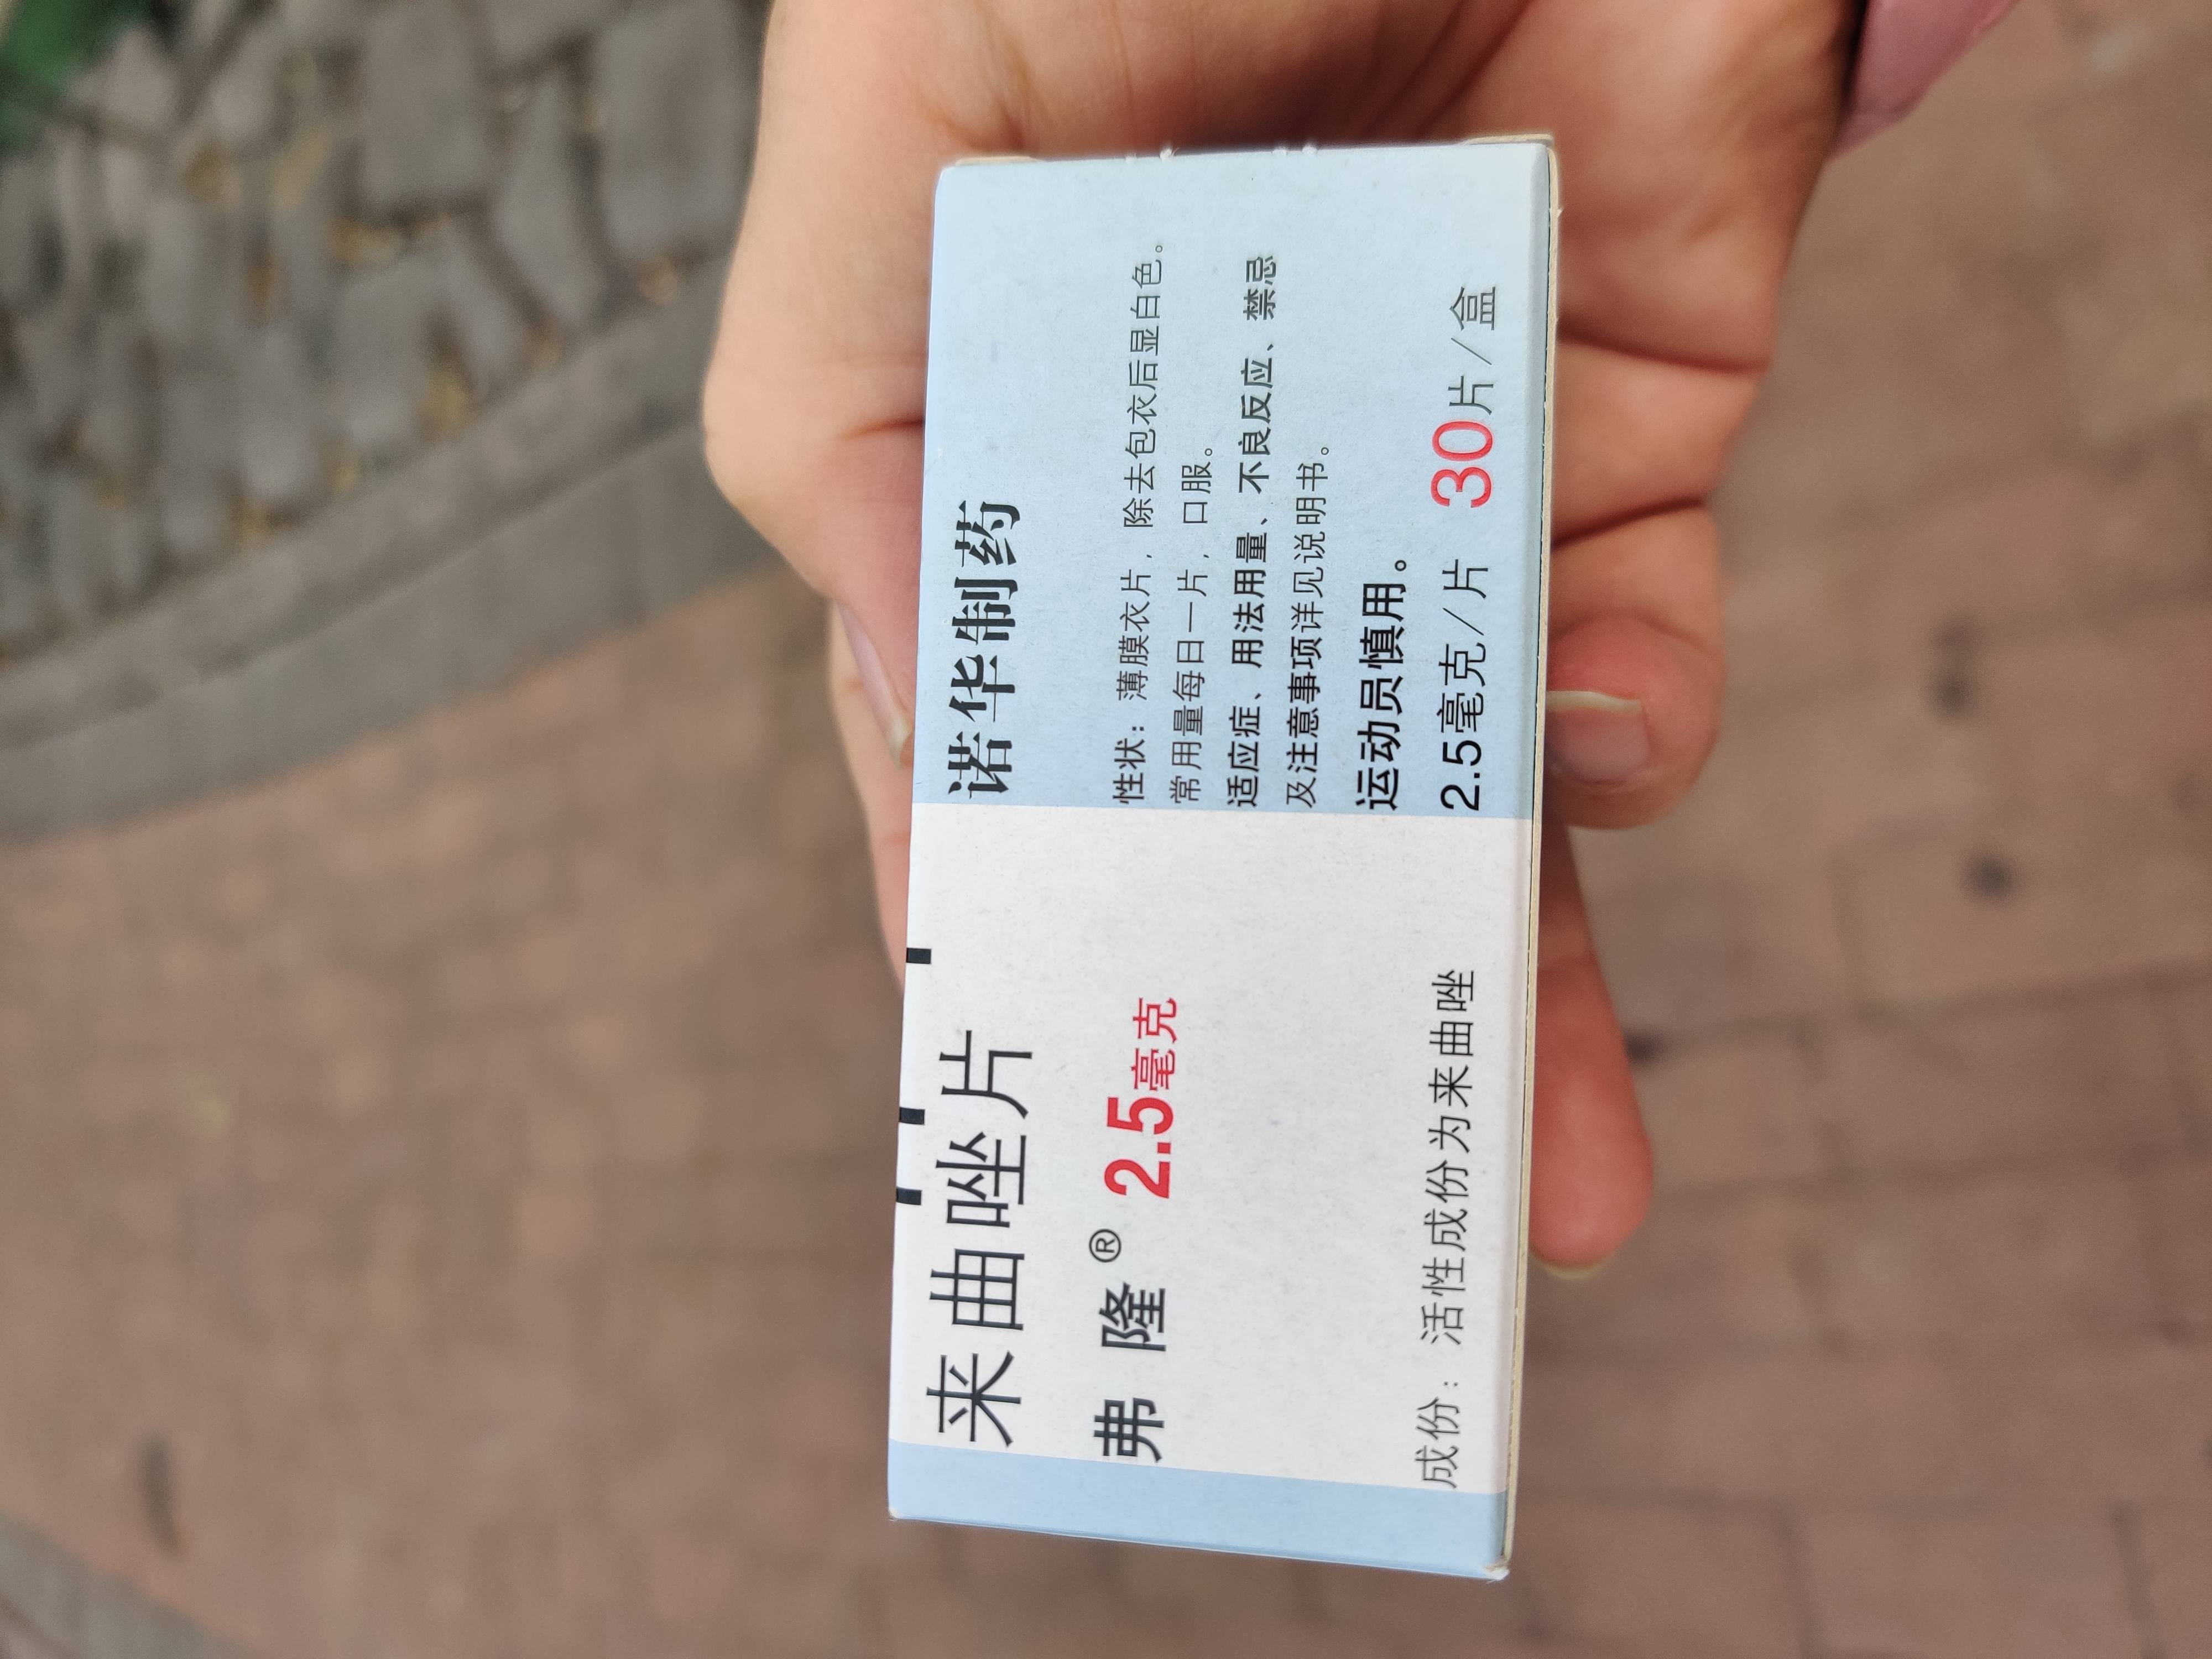 来曲唑片
弗隆® 2.5毫克
成份：活性成份为来曲唑
诺华制药
性状：薄膜衣片，除去包衣后显白色。
常用量每日一片，口服。
适应症、用法用量、不良反应、禁忌
及注意事项详见说明书。
运动员慎用。
2.5毫克/片 30片/盒